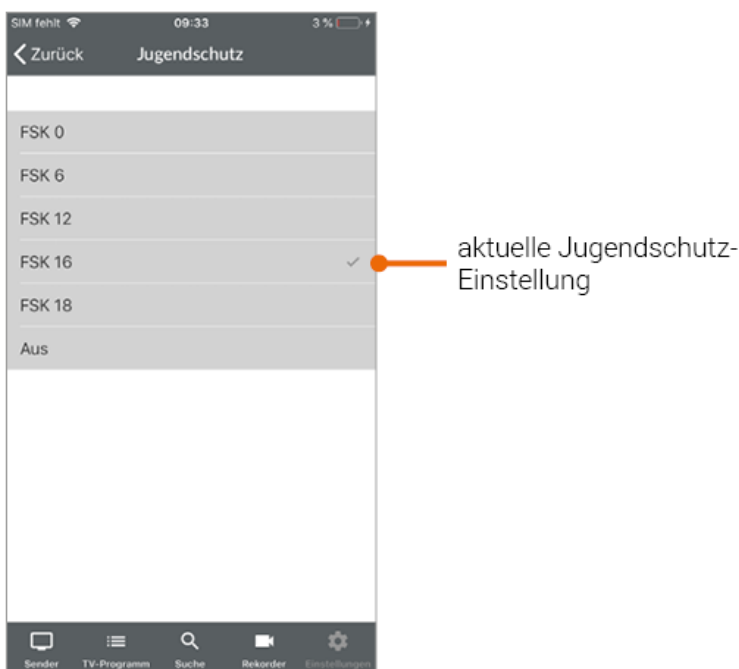 SIM fehlt 09:33 3 %
Zurück Jugendschutz
FSK 0
FSK 6
FSK 12
FSK 16
aktuelle Jugendschutz-
Einstellung
FSK 18
Aus
Sender TV-Programm Suche Rekorder Einstellungen